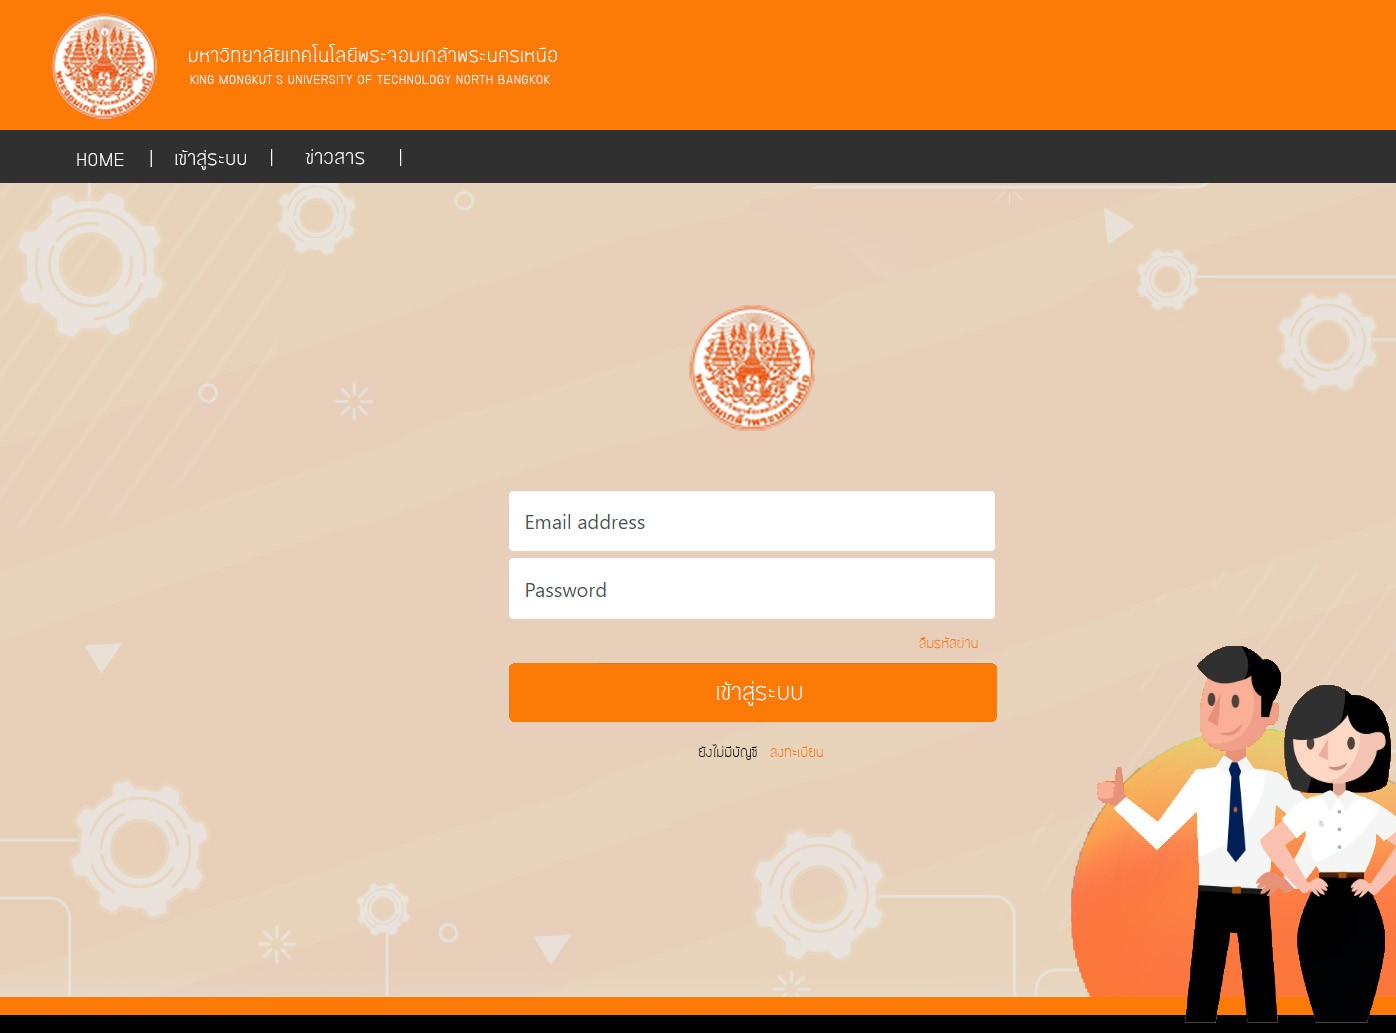 มหาวิทยาลัยเทคโนโลยีพระจอมเกล้าพระนครเหนือ
KING MONGKUT'S UNIVERSITY OF TECHNOLOGY NORTH BANGKOK
HOME | เข้าสู่ระบบ | ข่าวสาร |
Email address
Password
ลืมรหัสผ่าน
เข้าสู่ระบบ
ยังไม่มีบัญชี ลงทะเบียน